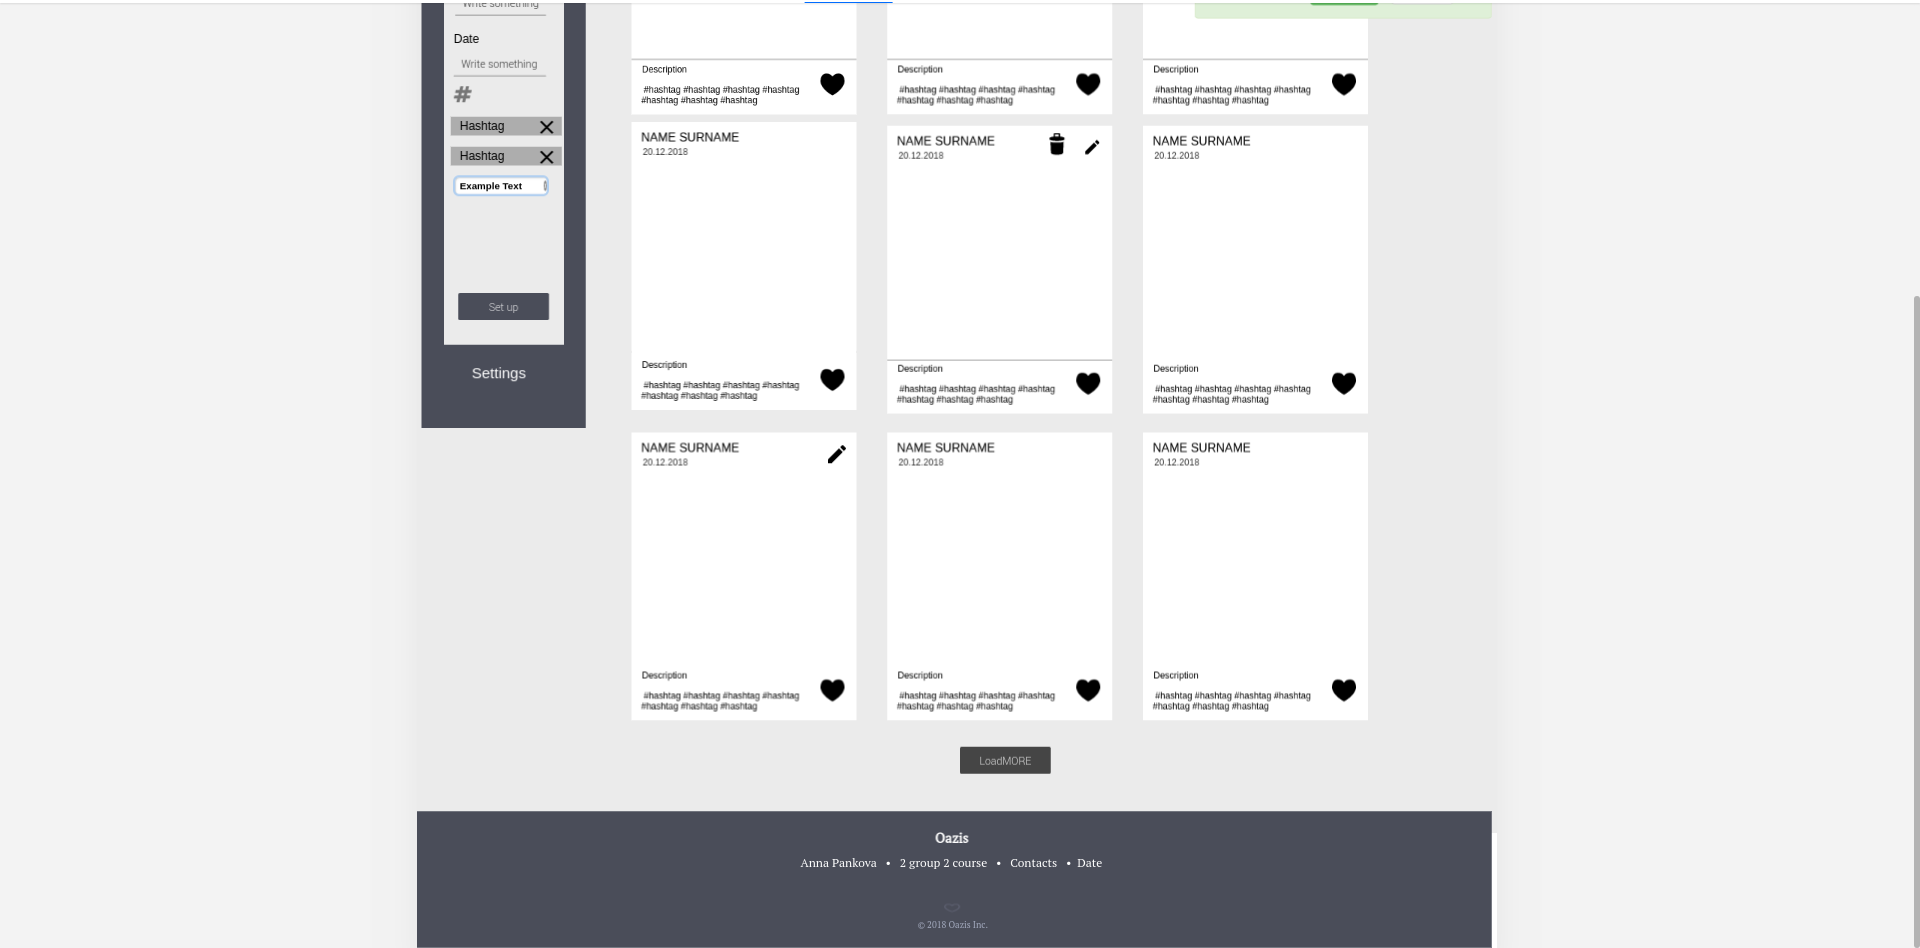 Write something
Date
Write something
#
Hashtag
Hashtag
Example Text
Set up
Settings
Description
#hashtag #hashtag #hashtag #hashtag
#hashtag #hashtag #hashtag
Description
#hashtag #hashtag #hashtag #hashtag
#hashtag #hashtag #hashtag
Description
#hashtag #hashtag #hashtag #hashtag
#hashtag #hashtag #hashtag
NAME SURNAME
20.12.2018
Description
#hashtag #hashtag #hashtag #hashtag
#hashtag #hashtag #hashtag
NAME SURNAME
20.12.2018
Description
#hashtag #hashtag #hashtag #hashtag
#hashtag #hashtag #hashtag
NAME SURNAME
20.12.2018
Description
#hashtag #hashtag #hashtag #hashtag
#hashtag #hashtag #hashtag
NAME SURNAME
20.12.2018
Description
#hashtag #hashtag #hashtag #hashtag
#hashtag #hashtag #hashtag
NAME SURNAME
20.12.2018
Description
#hashtag #hashtag #hashtag #hashtag
#hashtag #hashtag #hashtag
NAME SURNAME
20.12.2018
Description
#hashtag #hashtag #hashtag #hashtag
#hashtag #hashtag #hashtag
LoadMORE
Oazis
Anna Pankova • 2 group 2 course • Contacts • Date
© 2018 Oazis Inc.